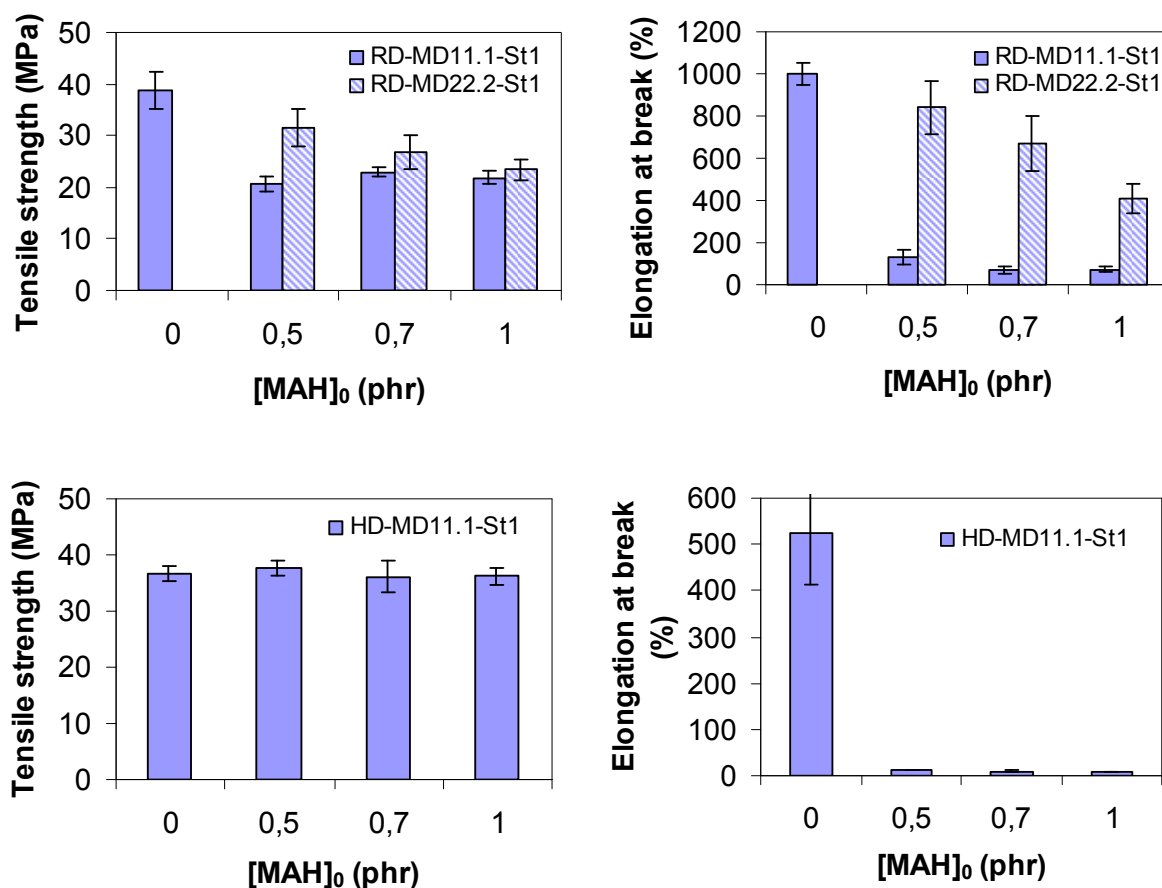 Tensile strength (MPa)
50
40
30
20
10
0
RD-MD11.1-St1
RD-MD22.2-St1
0 0,5 0,7 1
[MAH]0 (phr)
Elongation at break (%)
1200
1000
800
600
400
200
0
RD-MD11.1-St1
RD-MD22.2-St1
0 0,5 0,7 1
[MAH]0 (phr)
Tensile strength (MPa)
50
40
30
20
10
0
HD-MD11.1-St1
0 0,5 0,7 1
[MAH]0 (phr)
Elongation at break
(%)
600
500
400
300
200
100
0
HD-MD11.1-St1
0 0,5 0,7 1
[MAH]0 (phr)